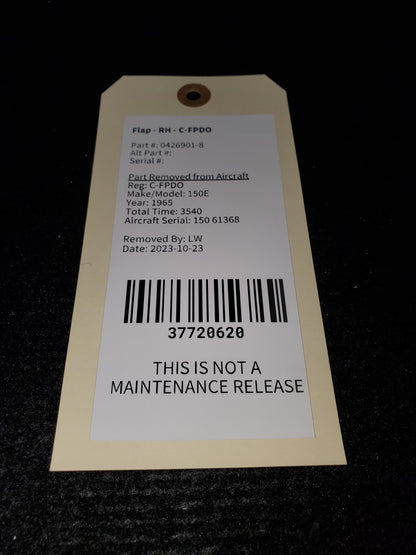 Flap - RH - C-FPDO
Part #: 0426901-8
Alt Part #:
Serial #:
Part Removed from Aircraft
Reg: C-FPDO
Make/Model: 150E
Year: 1965
Total Time: 3540
Aircraft Serial: 150 61368
Removed By: LW
Date: 2023-10-23
37720620
THIS IS NOT A
MAINTENANCE RELEASE